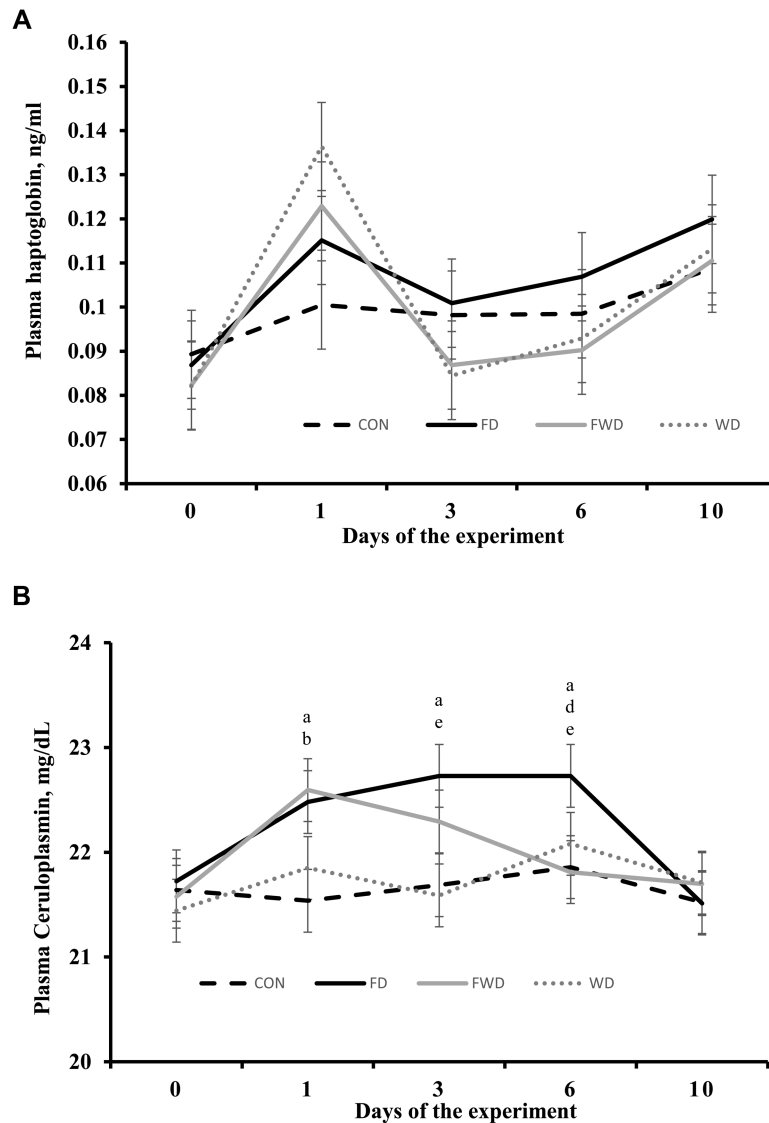 A
0.16
0.15
0.14
0.13
0.12
0.11
0.1
0.09
0.08
0.07
0.06
Plasma haptoglobin, ng/ml
CON FD FWD WD
0 1 3 6 10
Days of the experiment
B
24
23
22
21
20
Plasma Ceruloplasmin, mg/dL
a a a
b e d
e
CON FD FWD WD
0 1 3 6 10
Days of the experiment